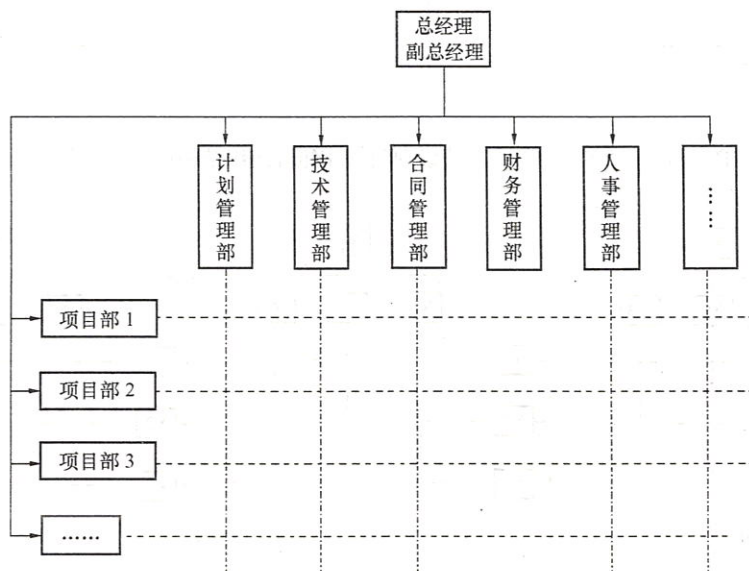 总经理
副总经理
计划管理部
技术管理部
合同管理部
财务管理部
人事管理部
……
项目部 1
项目部 2
项目部 3
……